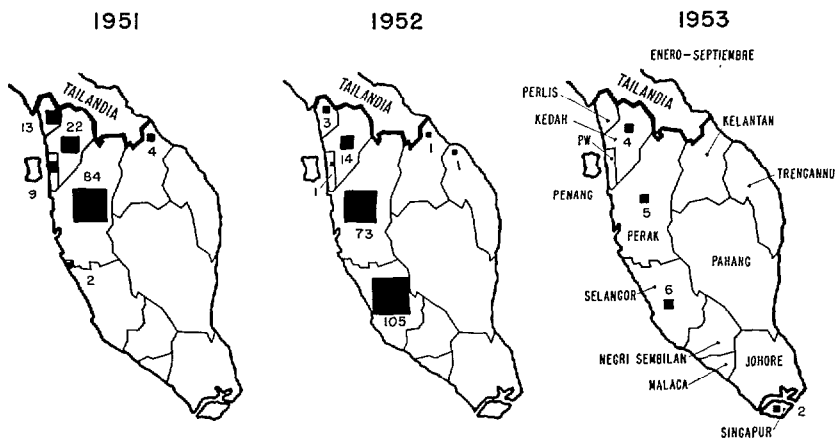 1951
TAILANDIA
13
22
4
9
84
2
1952
TAILANDIA
3
14
1
1
1
73
105
1953
ENERO-SEPTIEMBRE
TAILANDIA
PERLIS
KEDAH
PW
PENANG
4
KELANTAN
TRENGANNU
5
PERAK
PAHANG
SELANGOR
6
NEGRI SEMBILAN
MALACA
JOHORE
2
SINGAPUR